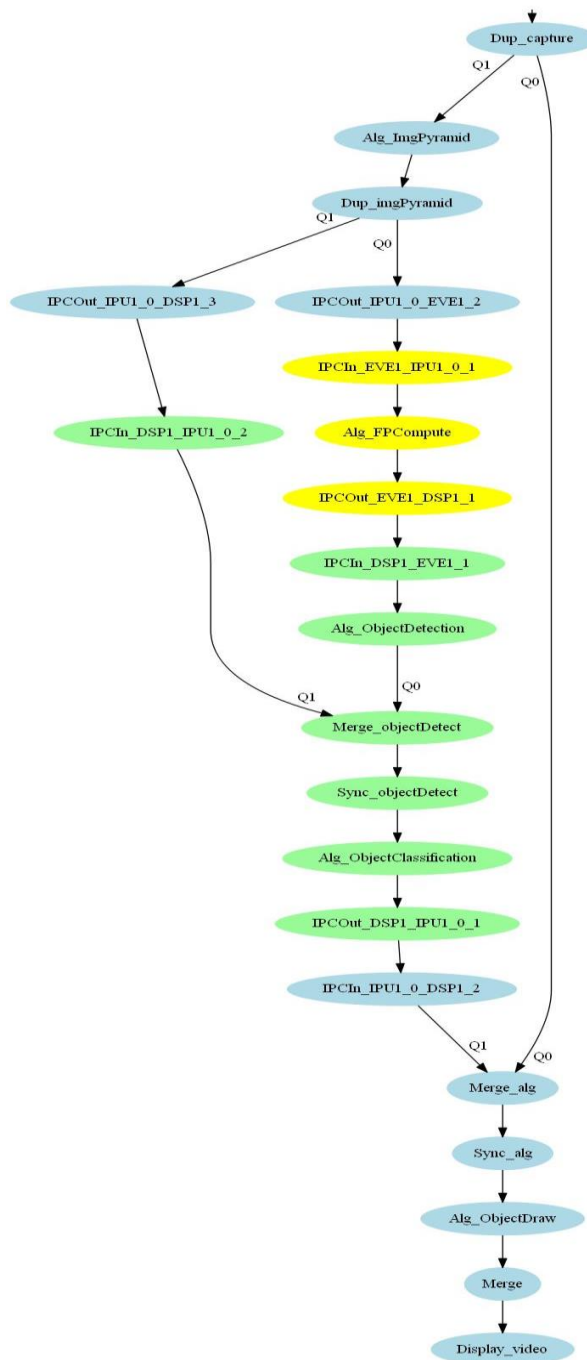 Dup_capture
Q1
Q0
Alg_ImgPyramid
Dup_imgPyramid
Q1
Q0
IPCOut_IPU1_0_DSP1_3
IPCOut_IPU1_0_EVE1_2
IPCIn_EVE1_IPU1_0_1
IPCIn_DSP1_IPU1_0_2
Alg_FPCompute
IPCOut_EVE1_DSP1_1
IPCIn_DSP1_EVE1_1
Alg_ObjectDetection
Q1
Q0
Merge_objectDetect
Sync_objectDetect
Alg_ObjectClassification
IPCOut_DSP1_IPU1_0_1
IPCIn_IPU1_0_DSP1_2
Q1
Q0
Merge_alg
Sync_alg
Alg_ObjectDraw
Merge
Display_video